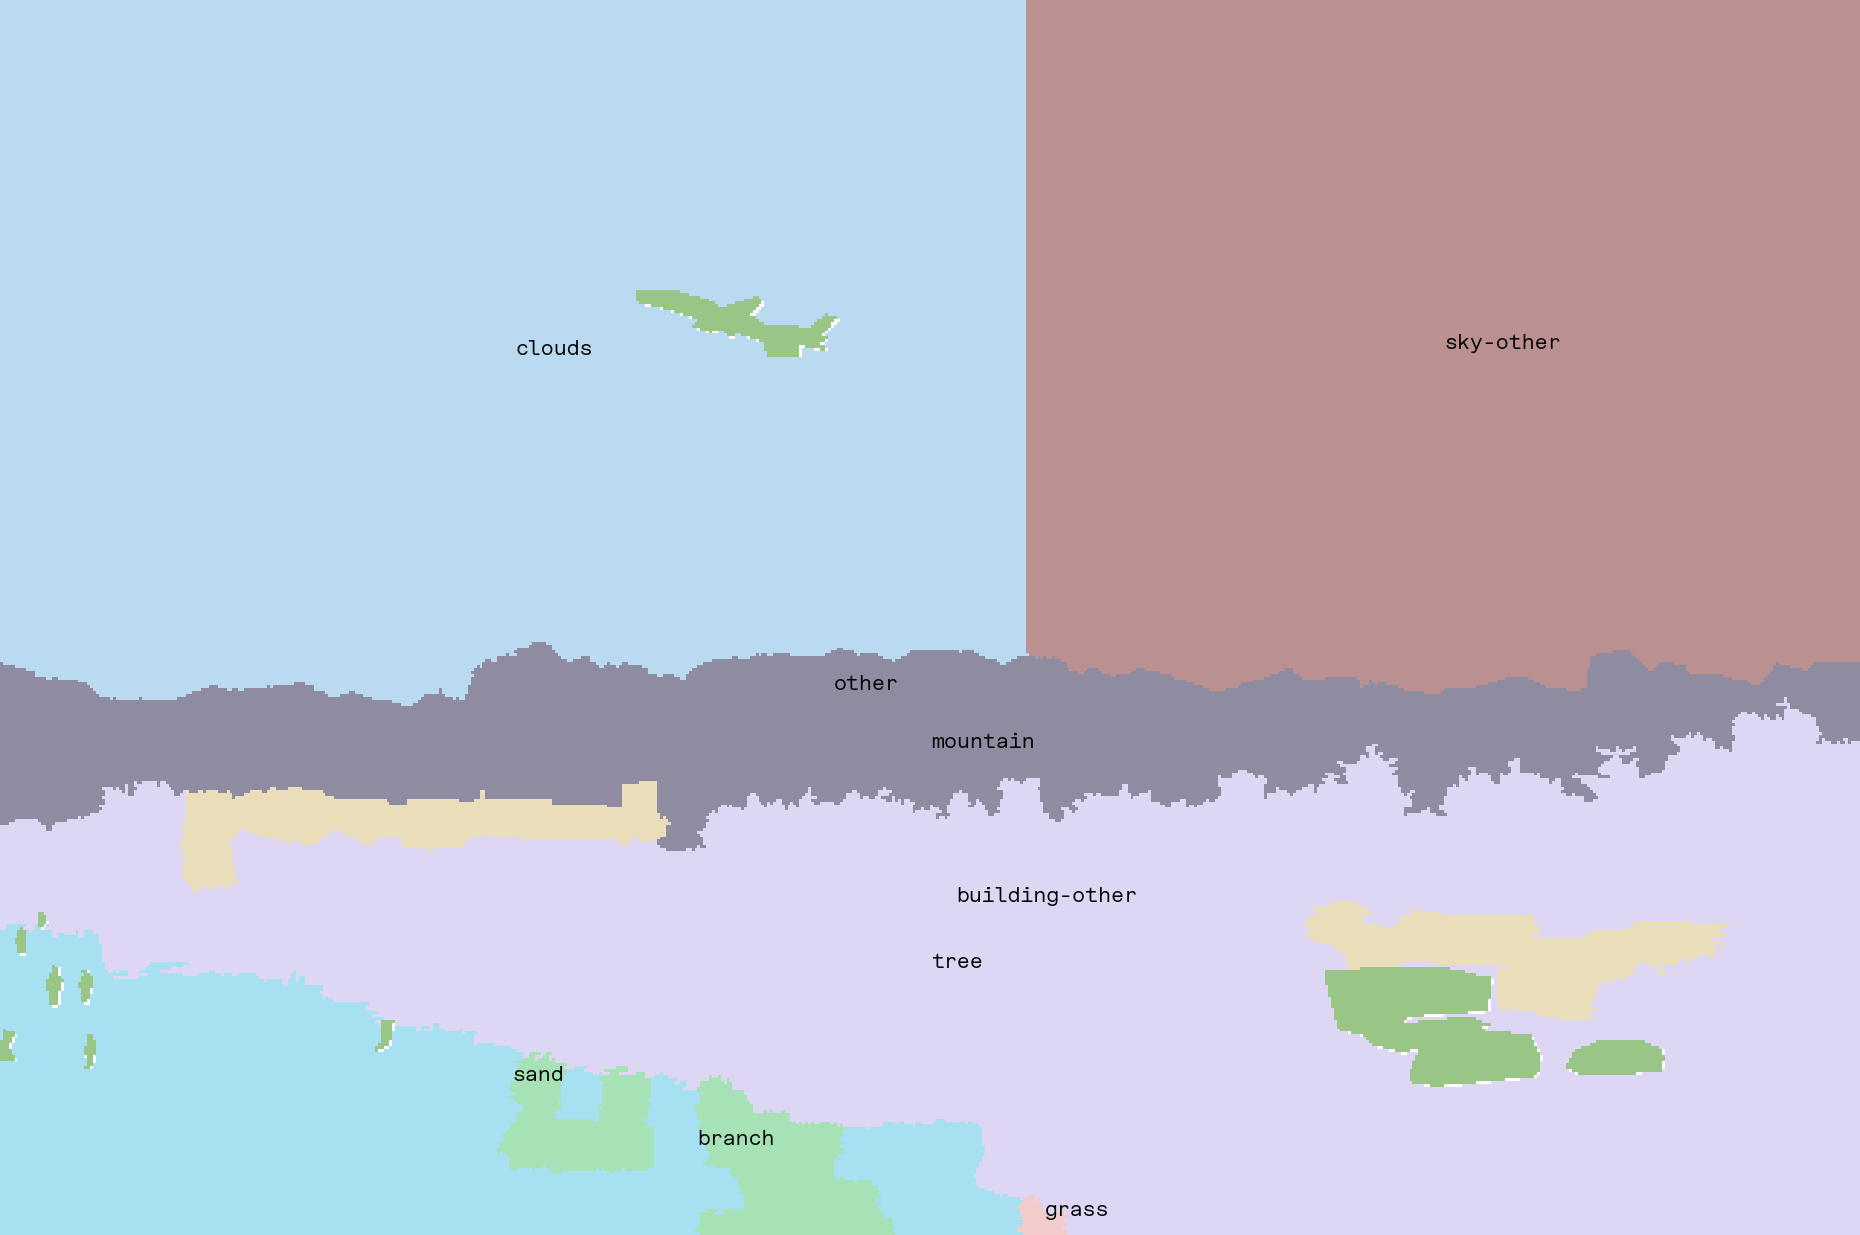 clouds
sky-other
other
mountain
building-other
tree
sand
branch
grass